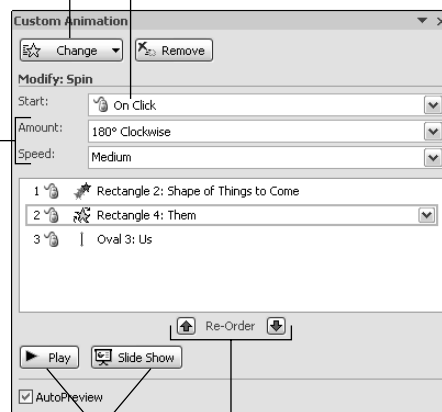 Custom Animation
Change
Remove
Modify: Spin
Start: On Click
Amount: 180° Clockwise
Speed: Medium
1 Rectangle 2: Shape of Things to Come
2 Rectangle 4: Them
3 Oval 3: Us
Re-Order
Play Slide Show
AutoPreview